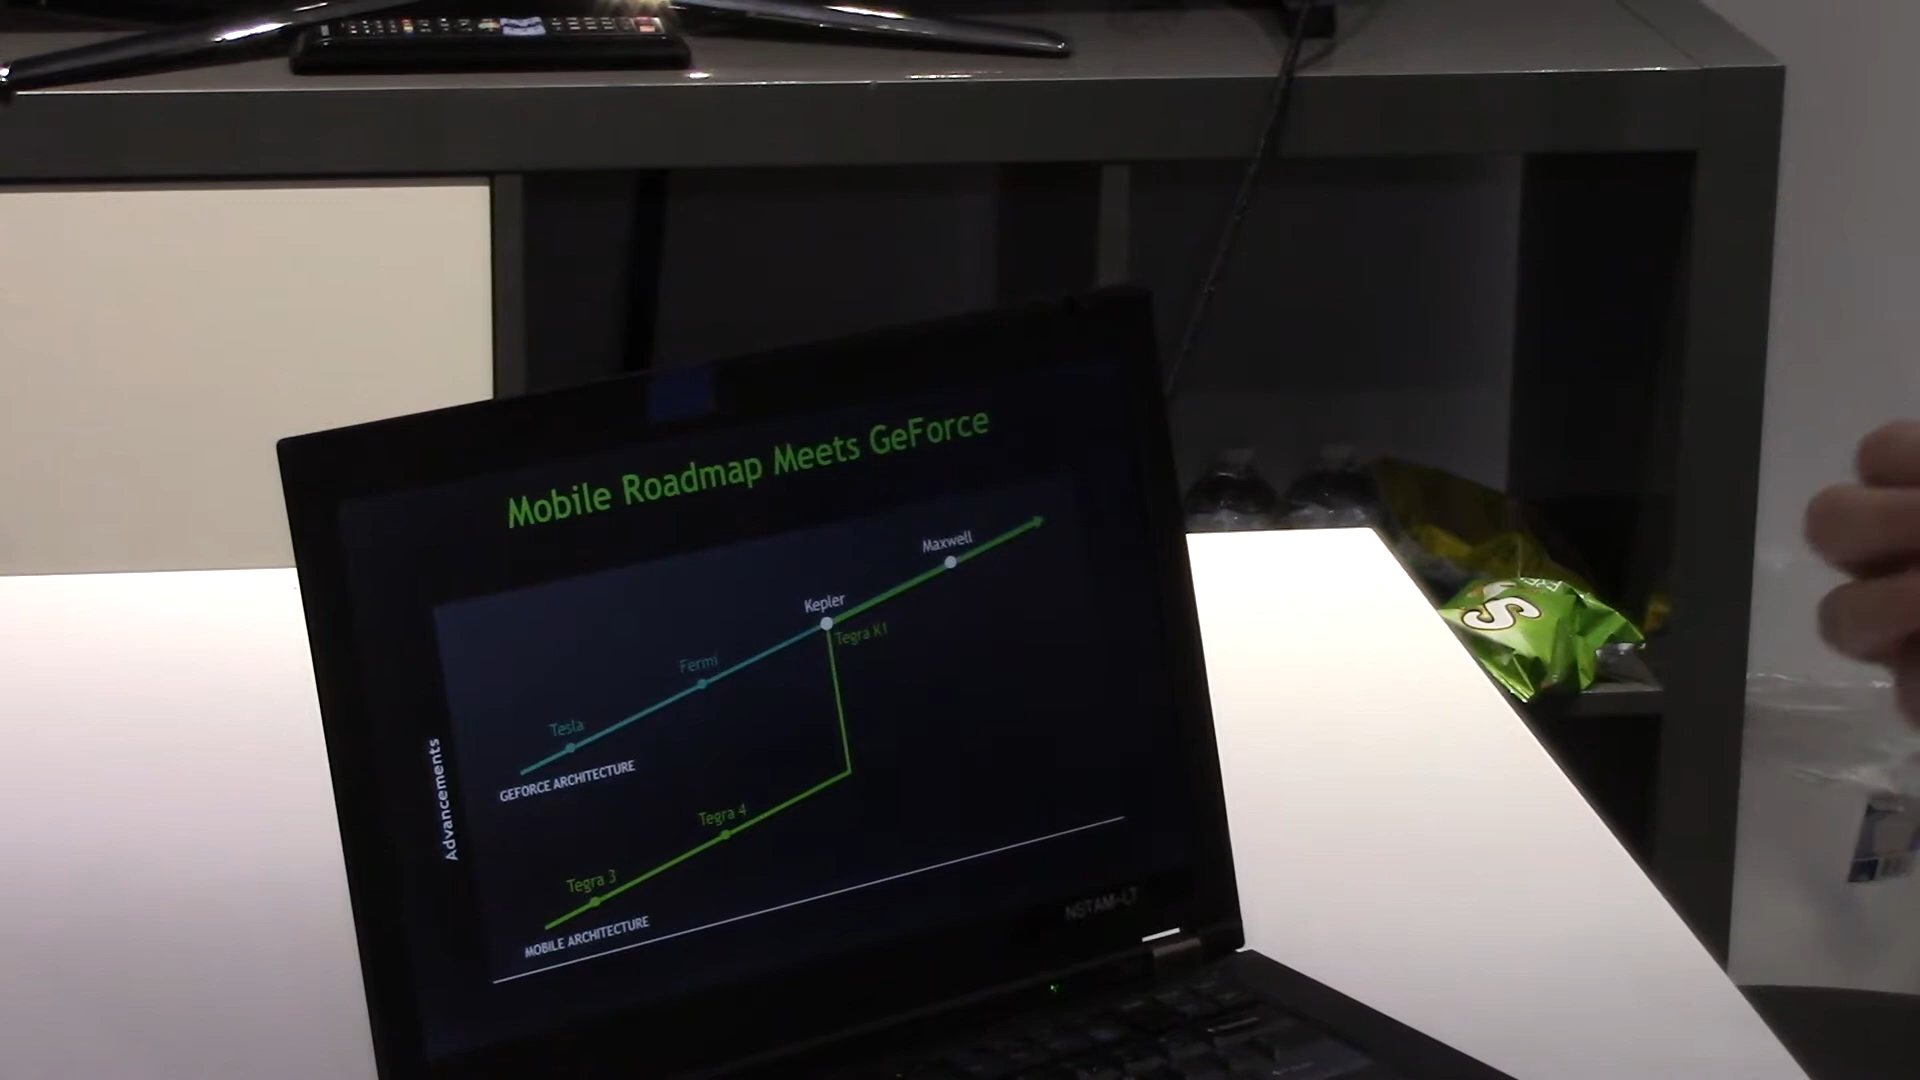 Mobile Roadmap Meets GeForce
Maxwell
Kepler
Tegra K1
Fermi
Tesla
GEFORCE ARCHITECTURE
Advancements
Tegra 4
Tegra 3
MOBILE ARCHITECTURE
NSTAM-LT
S